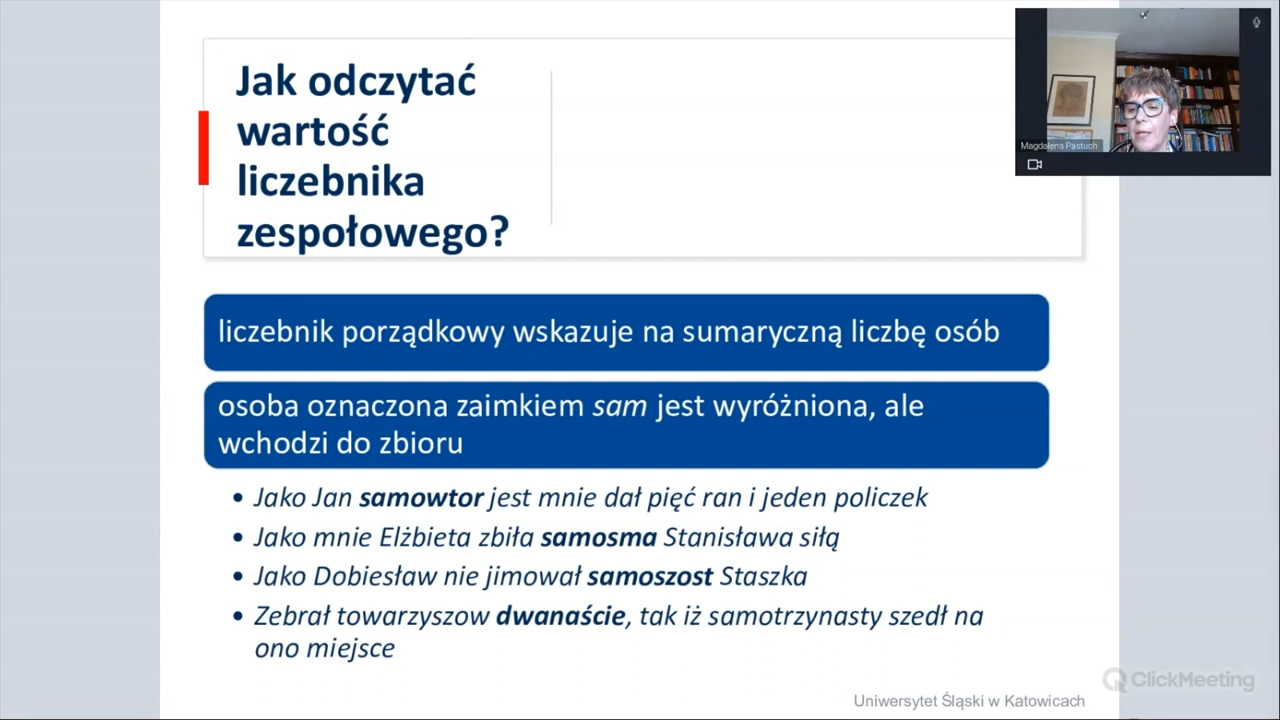 Jak odczytać
wartość
liczebnika
zespołowego?
Magdalena Pastuch
liczebnik porządkowy wskazuje na sumaryczną liczbę osób
osoba oznaczona zaimkiem sam jest wyróżniona, ale
wchodzi do zbioru
• Jako Jan samowtor jest mnie dał pięć ran i jeden policzek
• Jako mnie Elżbieta zbiła samosma Stanisława siłą
• Jako Dobiesław nie jimował samoszost Staszka
• Zebrał towarzyszow dwanaście, tak iż samotrzynasty szedł na
ono miejsce
ClickMeeting
Uniwersytet Śląski w Katowicach